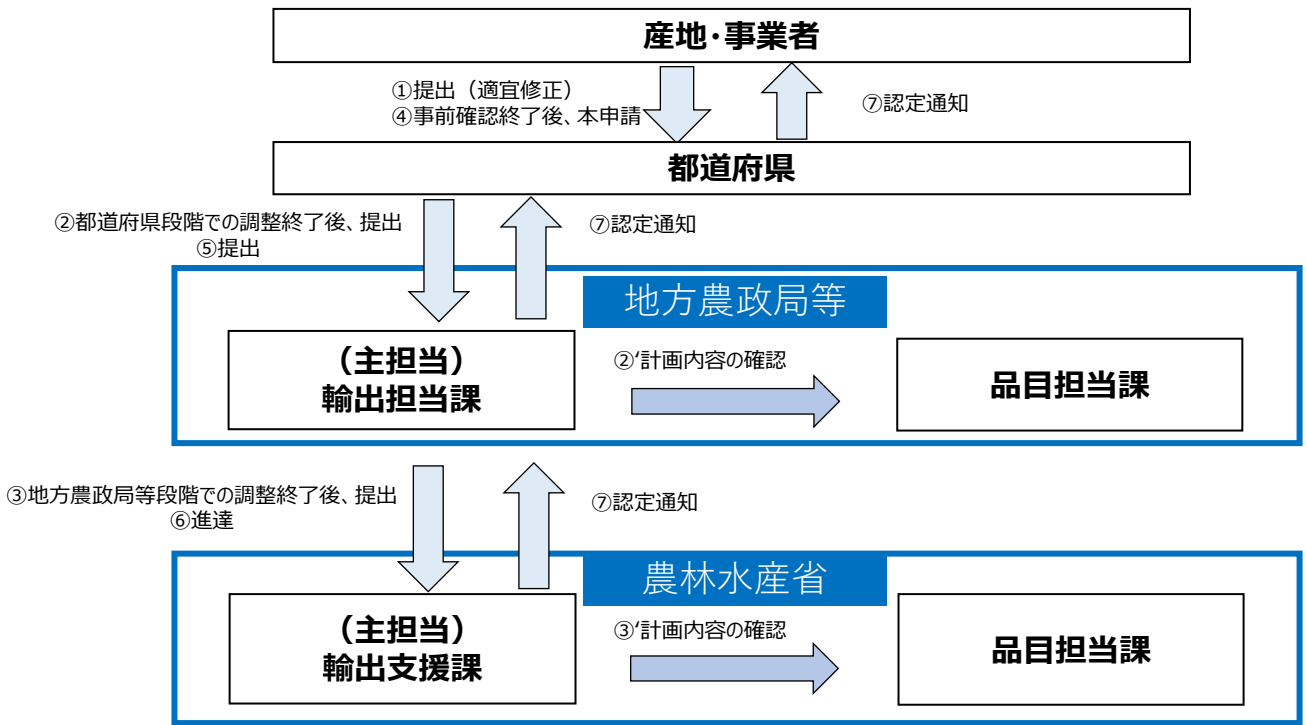 産地・事業者
①提出（適宜修正）
④事前確認終了後、本申請
⑦認定通知
都道府県
②都道府県段階での調整終了後、提出
⑤提出
⑦認定通知
地方農政局等
（主担当）
輸出担当課
②‘計画内容の確認
品目担当課
③地方農政局等段階での調整終了後、提出
⑥進達
⑦認定通知
農林水産省
（主担当）
輸出支援課
③‘計画内容の確認
品目担当課